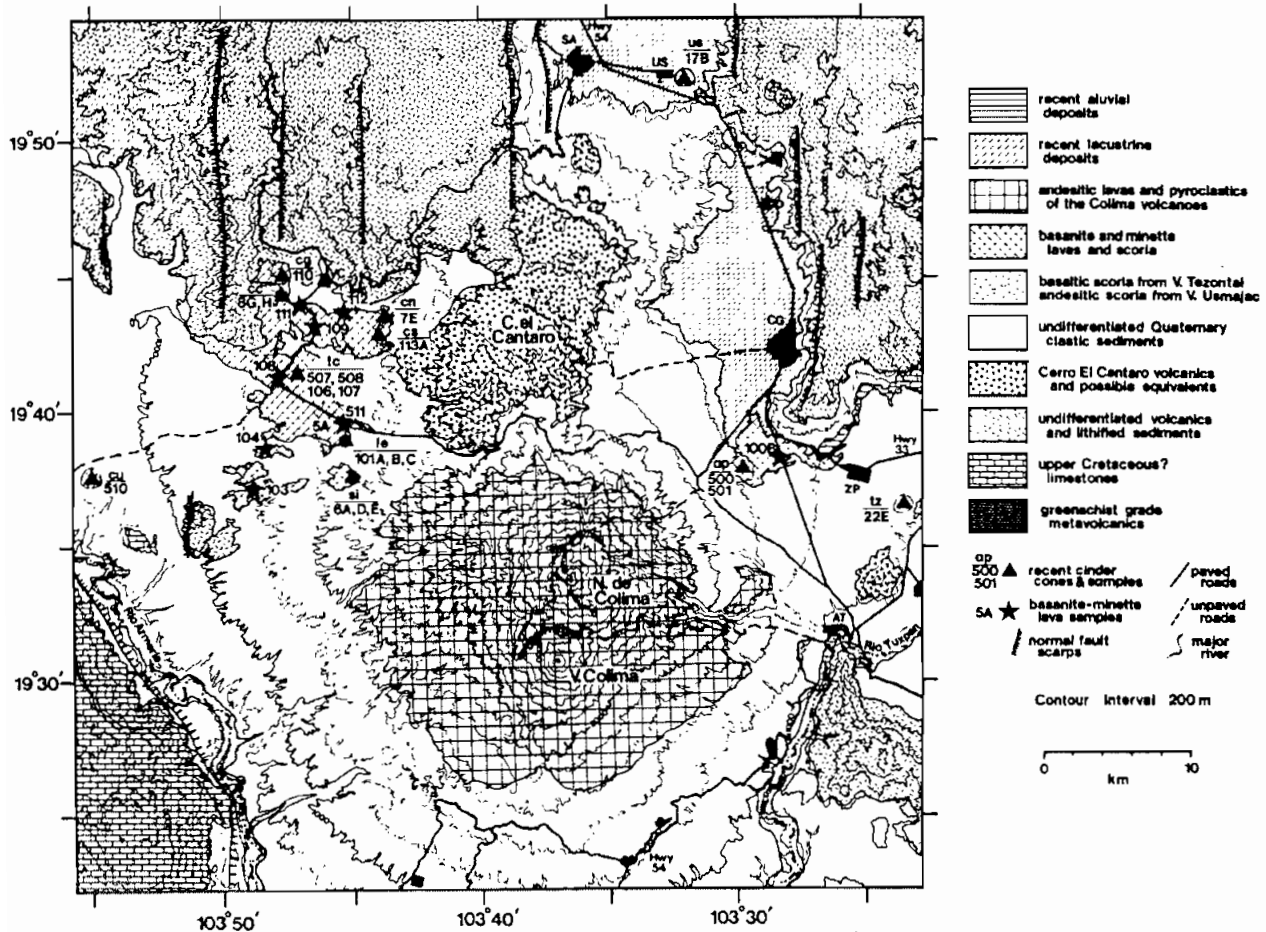 SA
Hwy
54
us
17B
US
19°50'
cg
110
8G,H
111
112
109
cn
7E
cs
113A
C. el
Cantaro
CG
108
tc
507, 508
106, 107
19°40'
511
5A
le
101A, B, C
104
cu
510
103
si
6A, D, E
100B
ap
500
501
Hwy
33
ZP
tz
22E
N. de
Colima
V. Colima
AT
Rio Tuxpan
Rio Armeria
19°30'
Hwy
54
103°50'
103°40'
103°30'
recent aluvial
deposits
recent lacustrine
deposits
andesitic lavas and pyroclastics
of the Colima volcanoes
basanite and minette
lavas and scoria
basaltic scoria from V. Tezontal
andesitic scoria from V. Usmajac
undifferentiated Quaternary
clastic sediments
Cerro El Cantaro volcanics
and possible equivalents
undifferentiated volcanics
and lithified sediments
upper Cretaceous?
limestones
greenschist grade
metavolcanics
ap
500
501
recent cinder
cones & samples
paved
roads
5A
basanite-minette
lava samples
unpaved
roads
normal fault
scarps
major
river
Contour Interval 200 m
0
10
km